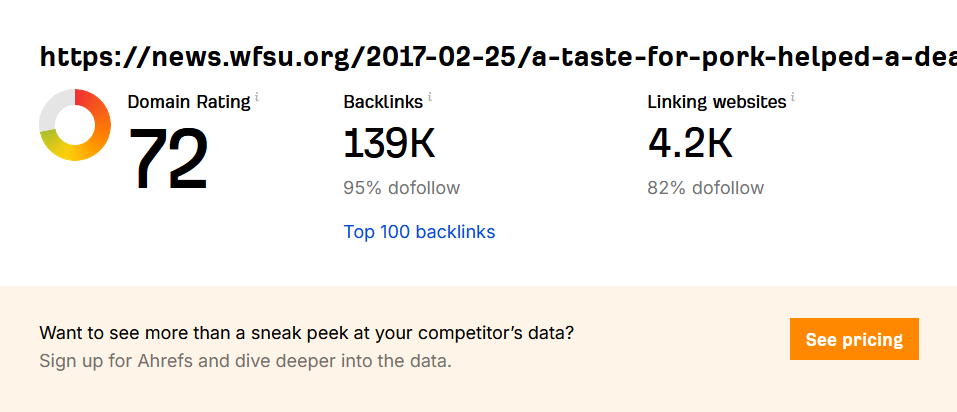 https://news.wfsu.org/2017-02-25/a-taste-for-pork-helped-a-dea
Domain Rating i
Backlinks i
Linking websites i
72
139K
4.2K
95% dofollow
82% dofollow
Top 100 backlinks
Want to see more than a sneak peek at your competitor’s data?
Sign up for Ahrefs and dive deeper into the data.
See pricing